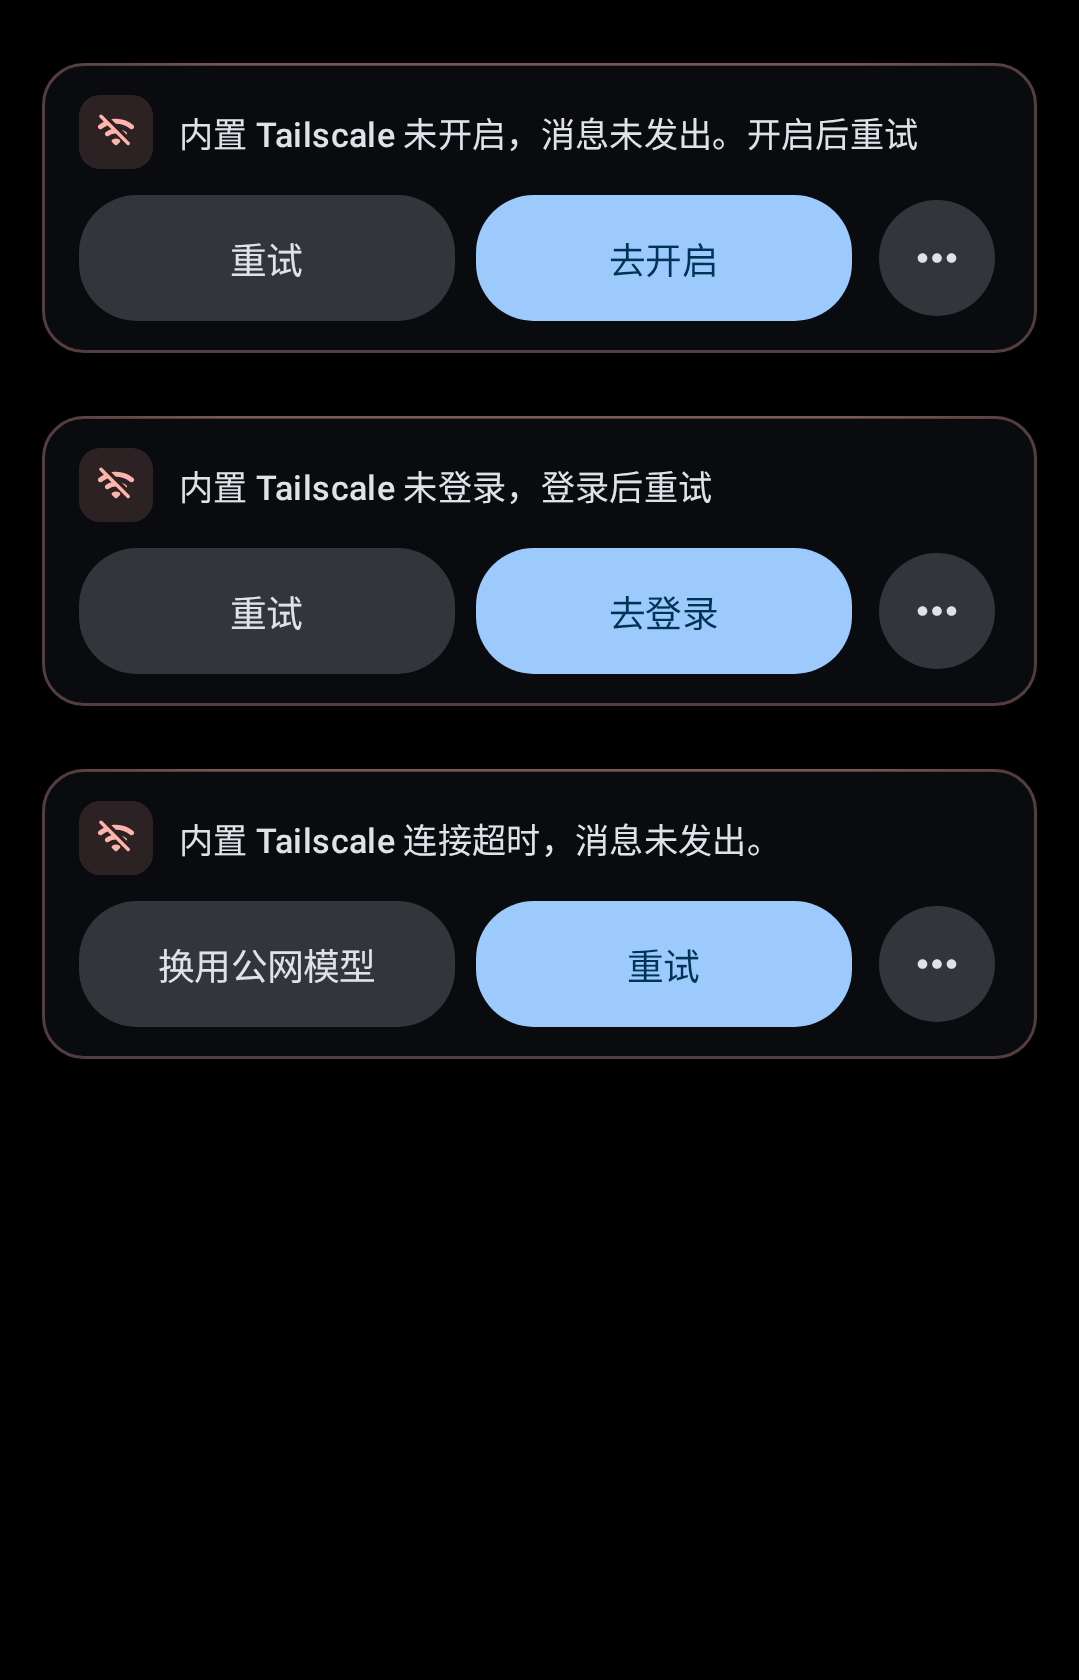 内置 Tailscale 未开启，消息未发出。开启后重试
重试
去开启
内置 Tailscale 未登录，登录后重试
重试
去登录
内置 Tailscale 连接超时，消息未发出。
换用公网模型
重试